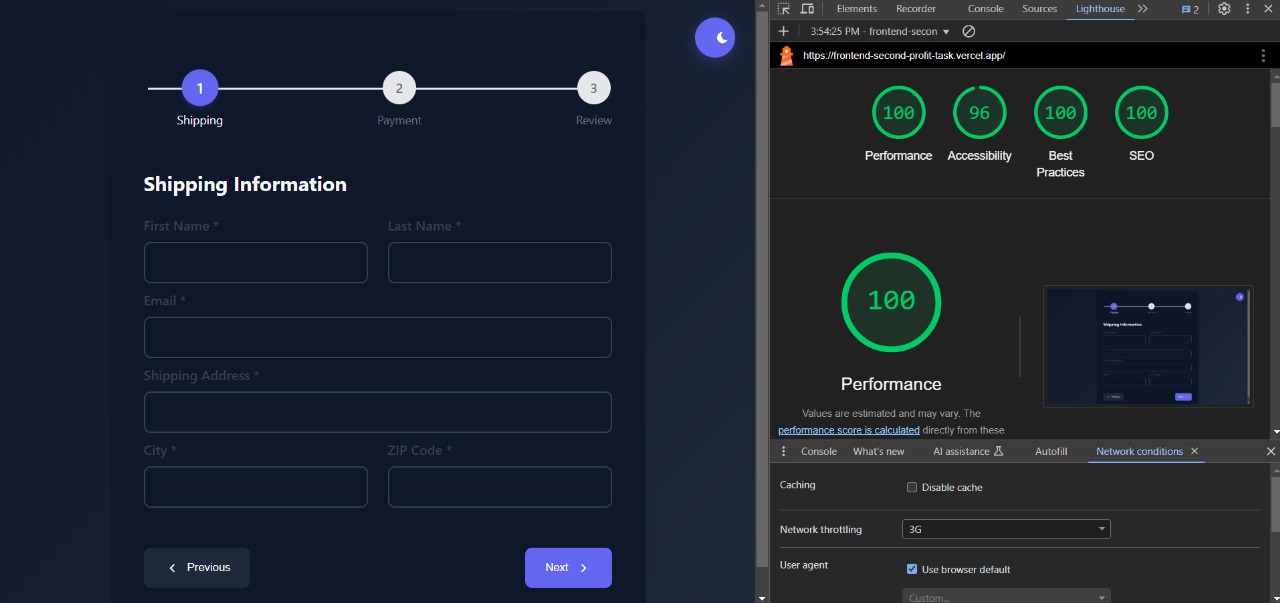 1
2
3
Shipping
Payment
Review
Shipping Information
First Name *
Last Name *
Email *
Shipping Address *
City *
ZIP Code *
Previous
Next
Elements
Recorder
Console
Sources
Lighthouse
2
3:54:25 PM - frontend-secon
https://frontend-second-profit-task.vercel.app/
100
96
100
100
Performance
Accessibility
Best
Practices
SEO
100
Performance
Values are estimated and may vary. The
performance score is calculated directly from these
Console
What's new
AI assistance
Autofill
Network conditions
Caching
Disable cache
Network throttling
3G
User agent
Use browser default
Custom...